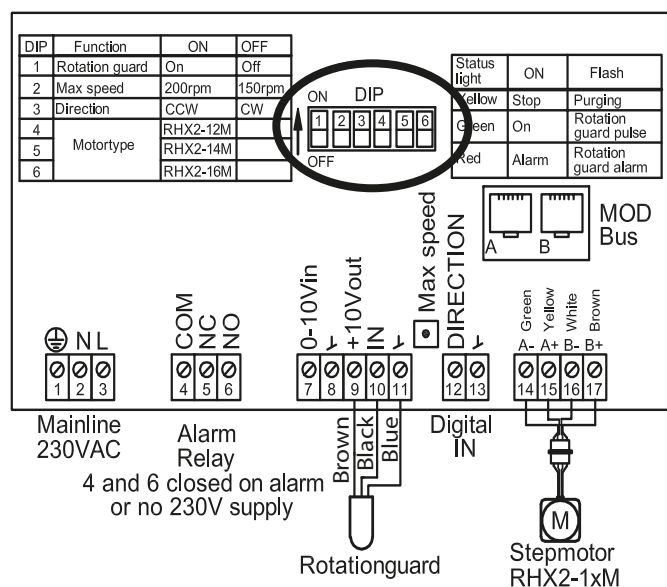 DIP Function ON OFF
1 Rotation guard On Off
2 Max speed 200rpm 150rpm
3 Direction CCW CW
4 Motortype RHX2-12M
5 RHX2-14M
6 RHX2-16M
ON DIP
1 2 3 4 5 6
OFF
Status light ON Flash
Yellow Stop Purging
Green On Rotation guard pulse
Red Alarm Rotation guard alarm
A B
MOD
Bus
N L
COM
NC
NO
0-10Vin
+10Vout
IN
Max speed
DIRECTION
Green
Yellow
White
Brown
A- A+ B- B+
1 2 3
4 5 6
7 8 9 10 11
12 13
14 15 16 17
Mainline
230VAC
Alarm
Relay
4 and 6 closed on alarm
or no 230V supply
Brown
Black
Blue
Rotationguard
Digital
IN
M
Stepmotor
RHX2-1xM